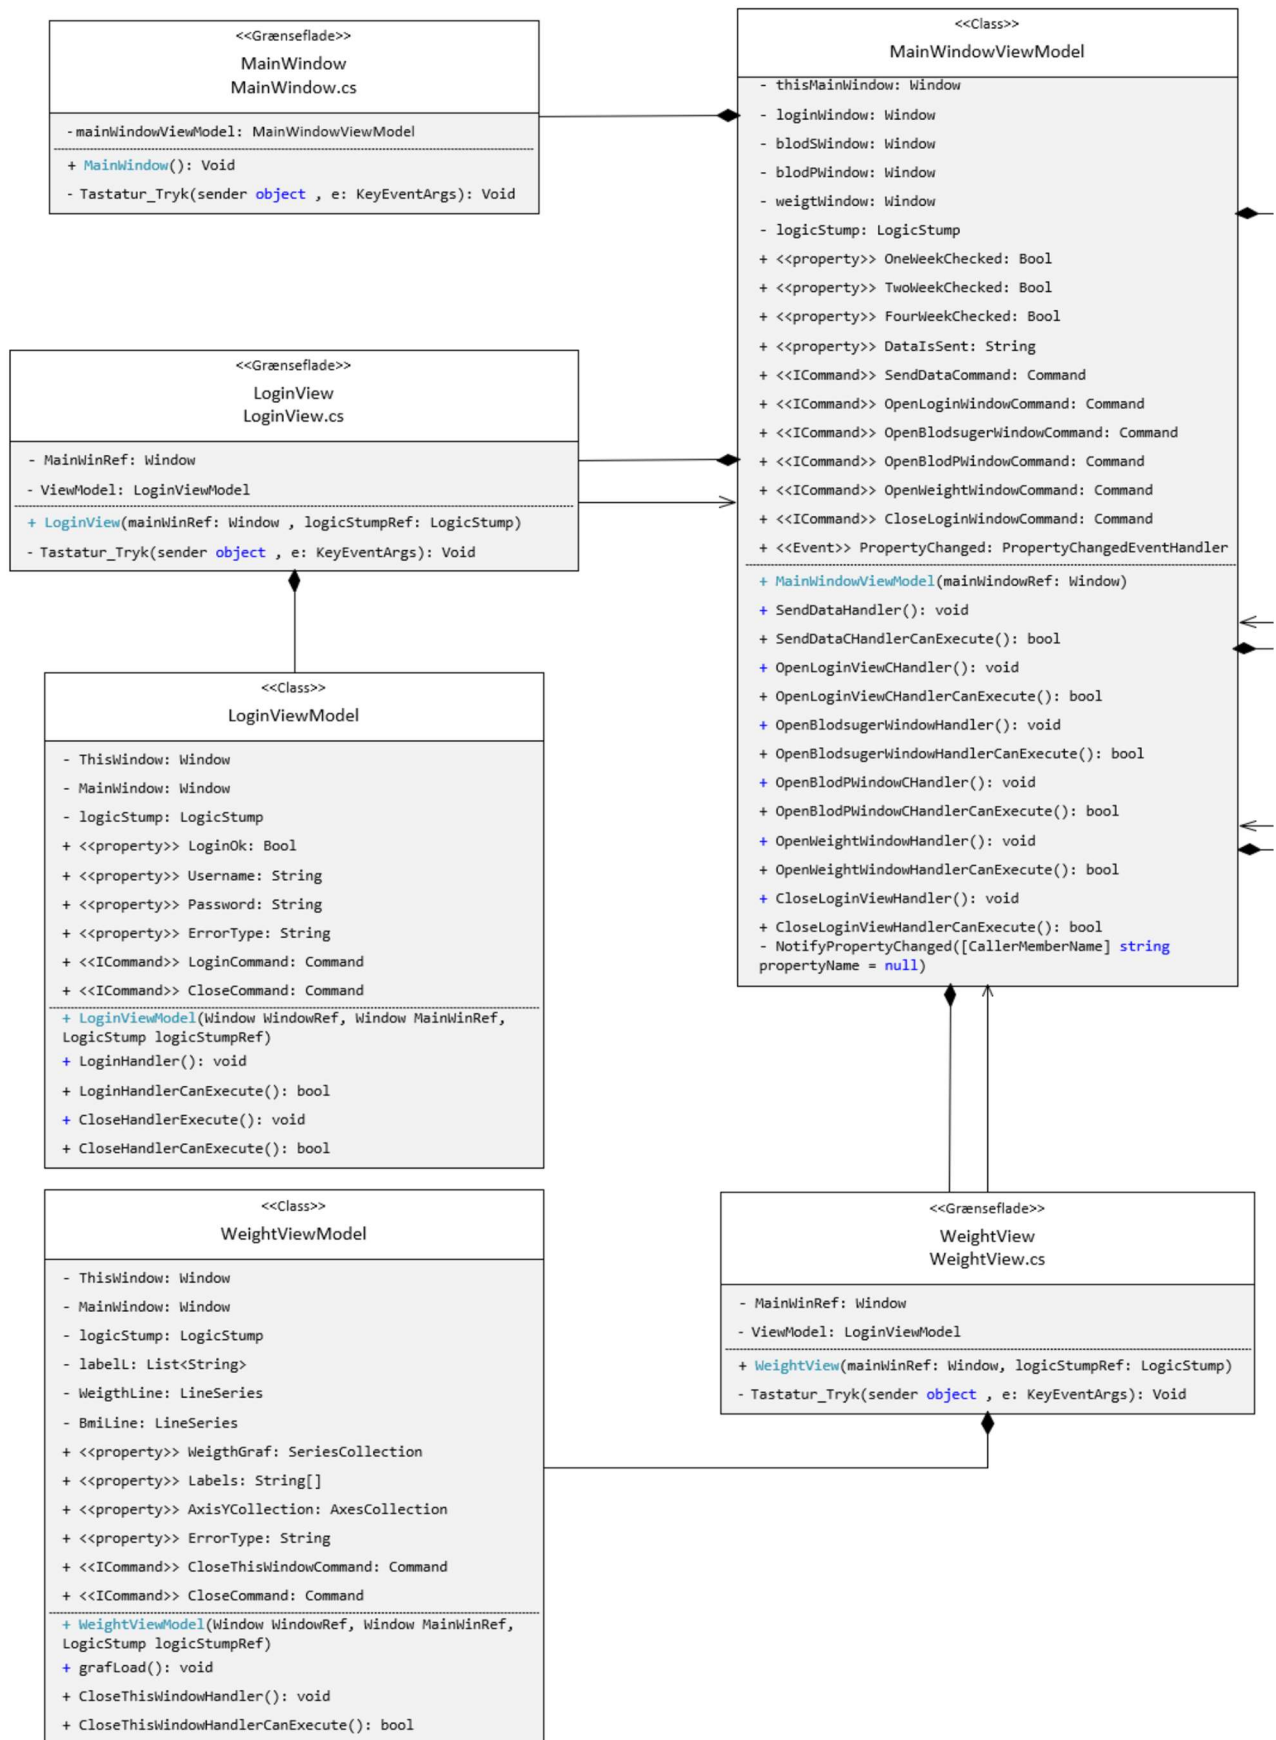 <<Grænseflade>>
MainWindow
MainWindow.cs
- mainWindowViewModel: MainWindowViewModel
+ MainWindow(): Void
- Tastatur_Tryk(sender object , e: KeyEventArgs): Void
<<Class>>
MainWindowViewModel
- thisMainWindow: Window
- loginWindow: Window
- blodSWindow: Window
- blodPWindow: Window
- weigtWindow: Window
- logicStump: LogicStump
+ <<property>> OneWeekChecked: Bool
+ <<property>> TwoWeekChecked: Bool
+ <<property>> FourWeekChecked: Bool
+ <<property>> DataIsSent: String
+ <<ICommand>> SendDataCommand: Command
+ <<ICommand>> OpenLoginWindowCommand: Command
+ <<ICommand>> OpenBlodsugerWindowCommand: Command
+ <<ICommand>> OpenBlodPWindowCommand: Command
+ <<ICommand>> OpenWeightWindowCommand: Command
+ <<ICommand>> CloseLoginWindowCommand: Command
+ <<Event>> PropertyChanged: PropertyChangedEventHandler
+ MainWindowViewModel(mainWindowRef: Window)
+ SendDataHandler(): void
+ SendDataCHandlerCanExecute(): bool
+ OpenLoginViewCHandler(): void
+ OpenLoginViewCHandlerCanExecute(): bool
+ OpenBlodsugerWindowHandler(): void
+ OpenBlodsugerWindowHandlerCanExecute(): bool
+ OpenBlodPWindowCHandler(): void
+ OpenBlodPWindowCHandlerCanExecute(): bool
+ OpenWeightWindowHandler(): void
+ OpenWeightWindowHandlerCanExecute(): bool
+ CloseLoginViewHandler(): void
+ CloseLoginViewHandlerCanExecute(): bool
- NotifyPropertyChanged([CallerMemberName] string
propertyName = null)
<<Grænseflade>>
LoginView
LoginView.cs
- MainWinRef: Window
- ViewModel: LoginViewModel
+ LoginView(mainWinRef: Window , logicStumpRef: LogicStump)
- Tastatur_Tryk(sender object , e: KeyEventArgs): Void
<<Class>>
LoginViewModel
- ThisWindow: Window
- MainWindow: Window
- logicStump: LogicStump
+ <<property>> LoginOk: Bool
+ <<property>> Username: String
+ <<property>> Password: String
+ <<property>> ErrorType: String
+ <<ICommand>> LoginCommand: Command
+ <<ICommand>> CloseCommand: Command
+ LoginViewModel(Window WindowRef, Window MainWinRef,
LogicStump logicStumpRef)
+ LoginHandler(): void
+ LoginHandlerCanExecute(): bool
+ CloseHandlerExecute(): void
+ CloseHandlerCanExecute(): bool
<<Class>>
WeightViewModel
- ThisWindow: Window
- MainWindow: Window
- logicStump: LogicStump
- labelL: List<String>
- WeigthLine: LineSeries
- BmiLine: LineSeries
+ <<property>> WeigthGraf: SeriesCollection
+ <<property>> Labels: String[]
+ <<property>> AxisYCollection: AxesCollection
+ <<property>> ErrorType: String
+ <<ICommand>> CloseThisWindowCommand: Command
+ <<ICommand>> CloseCommand: Command
+ WeightViewModel(Window WindowRef, Window MainWinRef,
LogicStump logicStumpRef)
+ grafLoad(): void
+ CloseThisWindowHandler(): void
+ CloseThisWindowHandlerCanExecute(): bool
<<Grænseflade>>
WeightView
WeightView.cs
- MainWinRef: Window
- ViewModel: LoginViewModel
+ WeightView(mainWinRef: Window, logicStumpRef: LogicStump)
- Tastatur_Tryk(sender object , e: KeyEventArgs): Void